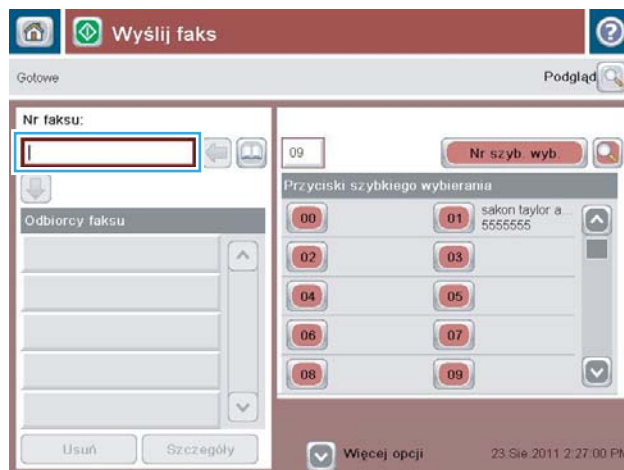 Wyślij faks
Gotowe
Podgląd
Nr faksu:
09
Nr szyb. wyb.
Przyciski szybkiego wybierania
Odbiorcy faksu
00
01
sakon taylor a...
5555555
02
03
04
05
06
07
08
09
Usuń
Szczegóły
Więcej opcji
23 Sie 2011 2:27:00 PM